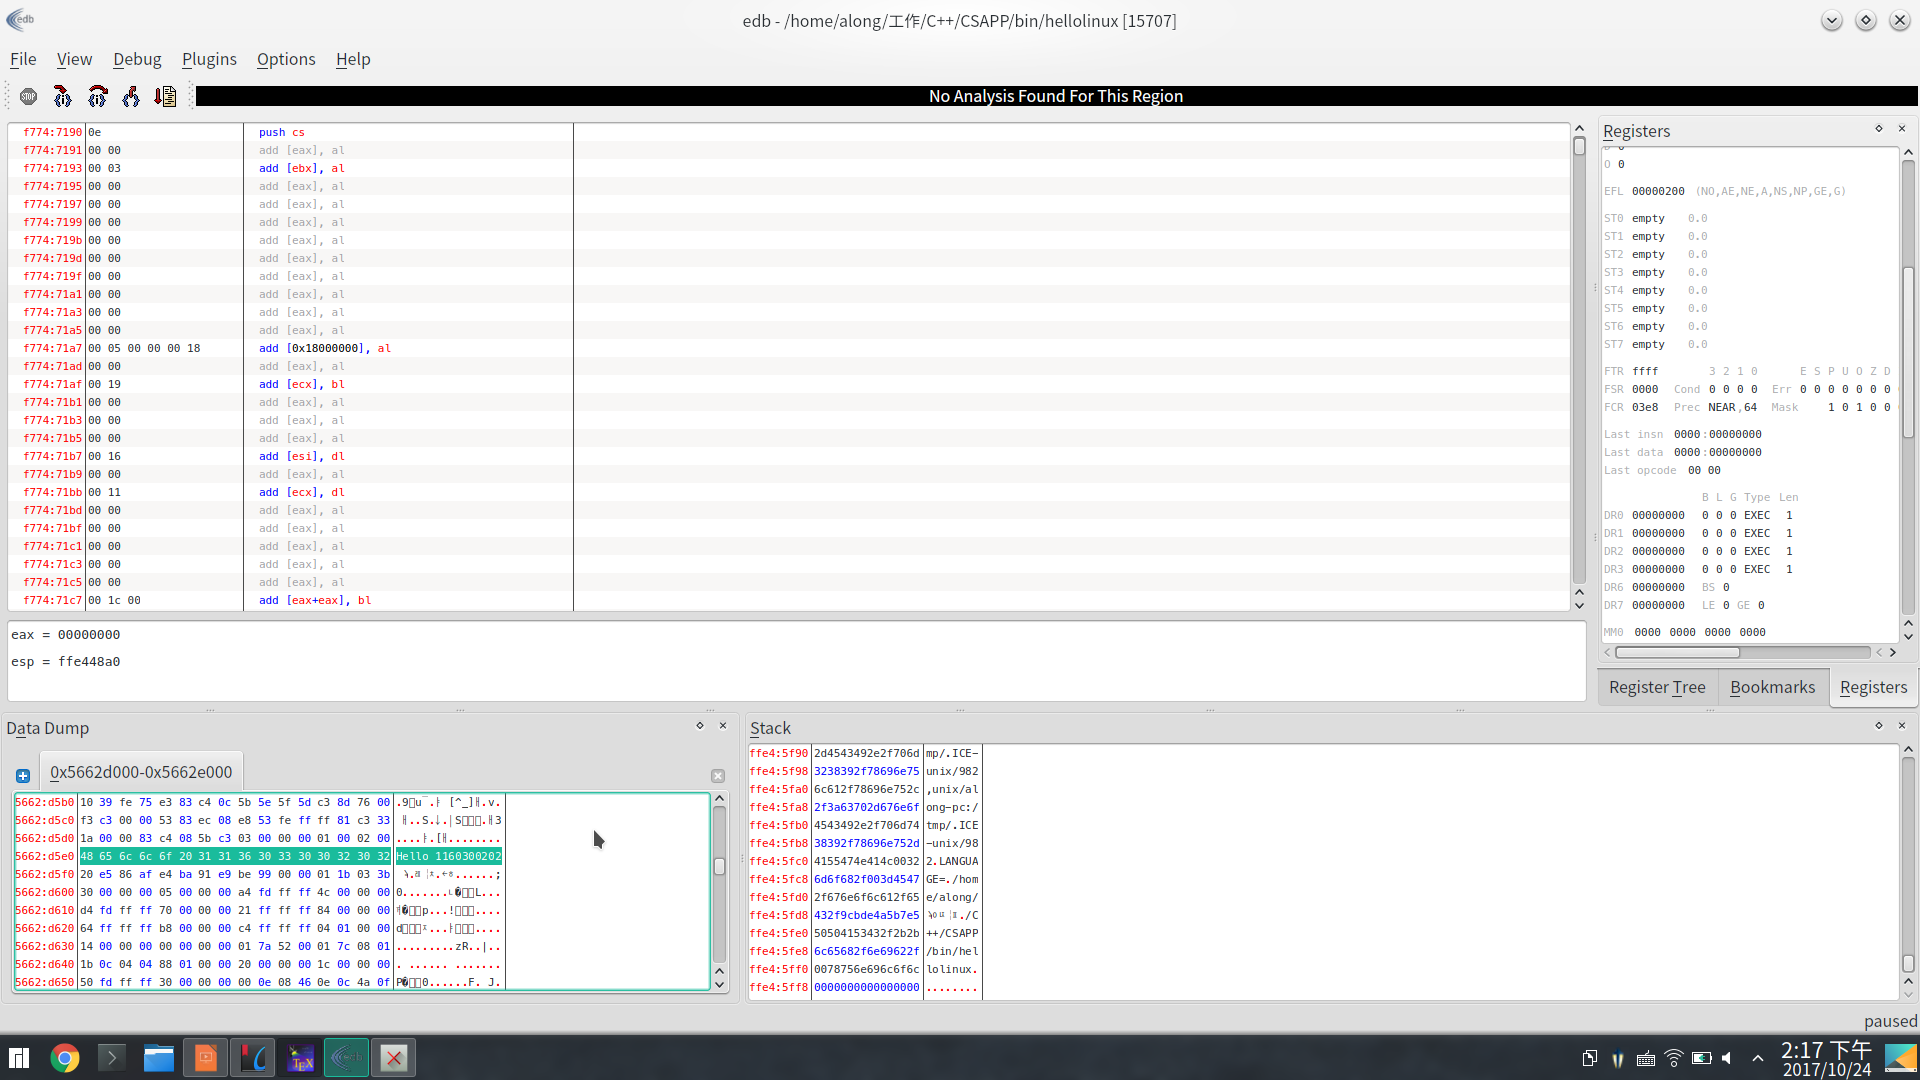 edb
edb - /home/along/工作/C++/CSAPP/bin/hellolinux [15707]
File View Debug Plugins Options Help
STOP
No Analysis Found For This Region
f774:7190 0e push cs
f774:7191 00 00 add [eax], al
f774:7193 00 03 add [ebx], al
f774:7195 00 00 add [eax], al
f774:7197 00 00 add [eax], al
f774:7199 00 00 add [eax], al
f774:719b 00 00 add [eax], al
f774:719d 00 00 add [eax], al
f774:719f 00 00 add [eax], al
f774:71a1 00 00 add [eax], al
f774:71a3 00 00 add [eax], al
f774:71a5 00 00 add [eax], al
f774:71a7 00 05 00 00 00 18 add [0x18000000], al
f774:71ad 00 00 add [eax], al
f774:71af 00 19 add [ecx], bl
f774:71b1 00 00 add [eax], al
f774:71b3 00 00 add [eax], al
f774:71b5 00 00 add [eax], al
f774:71b7 00 16 add [esi], dl
f774:71b9 00 00 add [eax], al
f774:71bb 00 11 add [ecx], dl
f774:71bd 00 00 add [eax], al
f774:71bf 00 00 add [eax], al
f774:71c1 00 00 add [eax], al
f774:71c3 00 00 add [eax], al
f774:71c5 00 00 add [eax], al
f774:71c7 00 1c 00 add [eax+eax], bl
eax = 00000000
esp = ffe448a0
Registers
O 0
EFL 00000200 (NO,AE,NE,A,NS,NP,GE,G)
ST0 empty 0.0
ST1 empty 0.0
ST2 empty 0.0
ST3 empty 0.0
ST4 empty 0.0
ST5 empty 0.0
ST6 empty 0.0
ST7 empty 0.0
FTR ffff 3 2 1 0 E S P U O Z D
FSR 0000 Cond 0 0 0 0 Err 0 0 0 0 0 0 0
FCR 03e8 Prec NEAR,64 Mask 1 0 1 0 0
Last insn 0000:00000000
Last data 0000:00000000
Last opcode 00 00
B L G Type Len
DR0 00000000 0 0 0 EXEC 1
DR1 00000000 0 0 0 EXEC 1
DR2 00000000 0 0 0 EXEC 1
DR3 00000000 0 0 0 EXEC 1
DR6 00000000 BS 0
DR7 00000000 LE 0 GE 0
MM0 0000 0000 0000 0000
Register Tree Bookmarks Registers
Data Dump
0x5662d000-0x5662e000
5662:d5b0 10 39 fe 75 e3 83 c4 0c 5b 5e 5f 5d c3 8d 76 00
5662:d5c0 f3 c3 00 00 53 83 ec 08 e8 53 fe ff ff 81 c3 33
5662:d5d0 1a 00 00 83 c4 08 5b c3 03 00 00 00 01 00 02 00
5662:d5e0 48 65 6c 6c 6f 20 31 31 36 30 33 30 30 32 30 32 Hello 1160300202
5662:d5f0 20 e5 86 af e4 ba 91 e9 be 99 00 00 01 1b 03 3b
5662:d600 30 00 00 00 05 00 00 00 a4 fd ff ff 4c 00 00 00
5662:d610 d4 fd ff ff 70 00 00 00 21 ff ff ff 84 00 00 00
5662:d620 64 ff ff ff b8 00 00 00 c4 ff ff ff 04 01 00 00
5662:d630 14 00 00 00 00 00 00 00 01 7a 52 00 01 7c 08 01 .........zR..|..
5662:d640 1b 0c 04 04 88 01 00 00 20 00 00 00 1c 00 00 00 . ...... .......
5662:d650 50 fd ff ff 30 00 00 00 00 0e 08 46 0e 0c 4a 0f
Stack
ffe4:5f90 2d4543492e2f706d mp/.ICE-
ffe4:5f98 3238392f78696e75 unix/982
ffe4:5fa0 6c612f78696e752c ,unix/al
ffe4:5fa8 2f3a63702d676e6f ong-pc:/
ffe4:5fb0 4543492e2f706d74 tmp/.ICE
ffe4:5fb8 38392f78696e752d -unix/98
ffe4:5fc0 4155474e414c0032 2.LANGUA
ffe4:5fc8 6d6f682f003d4547 GE=./hom
ffe4:5fd0 2f676e6f6c612f65 e/along/
ffe4:5fd8 432f9cbde4a5b7e5
ffe4:5fe0 50504153432f2b2b ++/CSAPP
ffe4:5fe8 6c65682f6e69622f /bin/hel
ffe4:5ff0 0078756e696c6f6c lolinux.
ffe4:5ff8 0000000000000000 ........
paused
TEX
edb
2:17 下午
2017/10/24